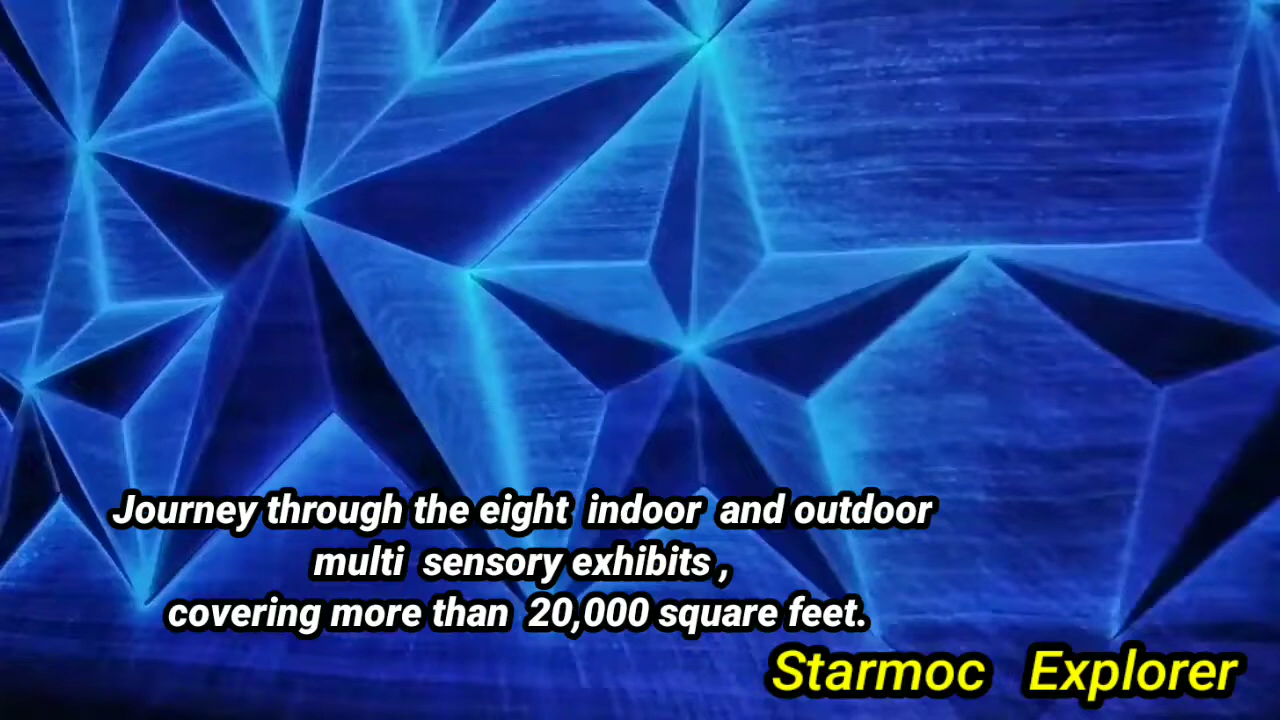 Journey through the eight indoor and outdoor
multi sensory exhibits ,
covering more than 20,000 square feet.
Starmoc Explorer